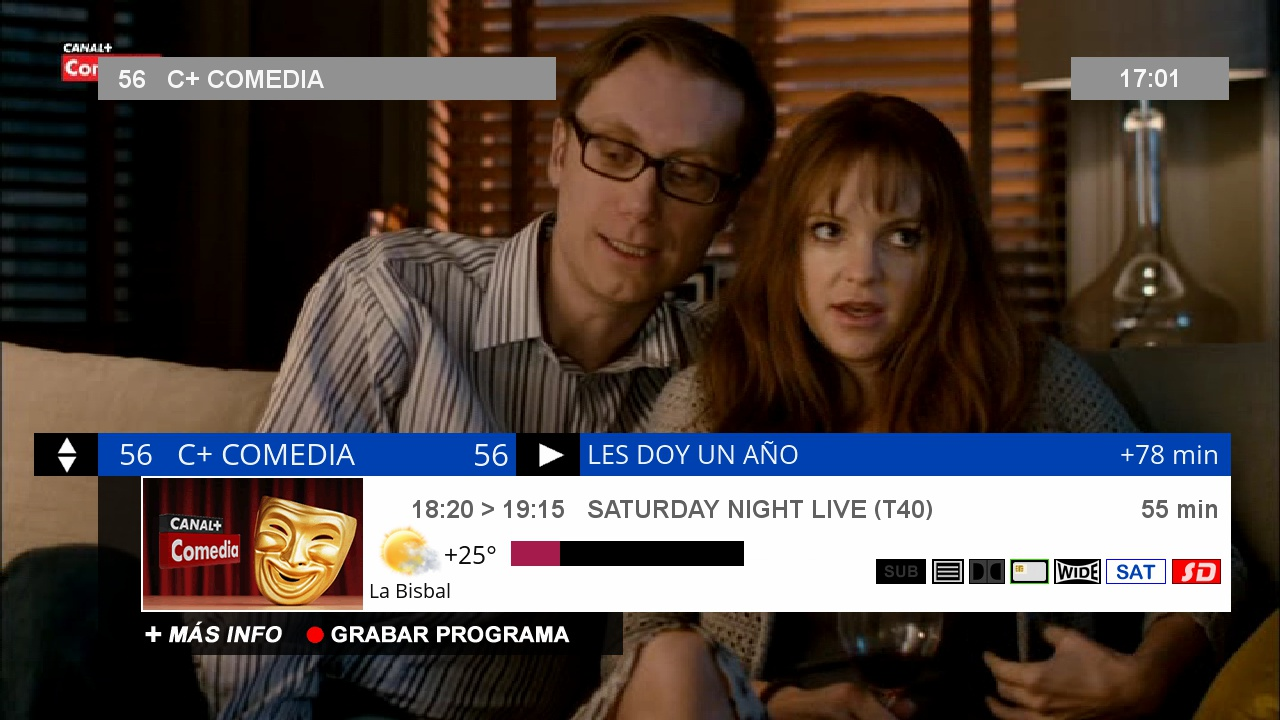 CANAL+
Co
56 C+ COMEDIA
17:01
56 C+ COMEDIA 56
LES DOY UN AÑO
+78 min
CANAL+
Comedia
18:20 > 19:15 SATURDAY NIGHT LIVE (T40)
55 min
+25°
La Bisbal
SUB
WIDE
SAT
SD
+ MÁS INFO
GRABAR PROGRAMA